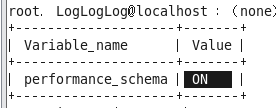 root. LogLogLog@localhost : (none)
+--------------------+-------+
| Variable_name      | Value |
+--------------------+-------+
| performance_schema | ON    |
+--------------------+-------+